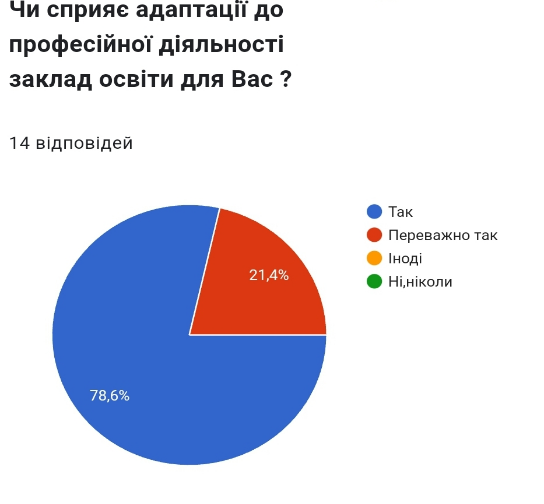 Чи сприяє адаптації до
професійної діяльності
заклад освіти для Вас ?
14 відповідей
Так
Переважно так
Іноді
Ні,ніколи
21,4%
78,6%